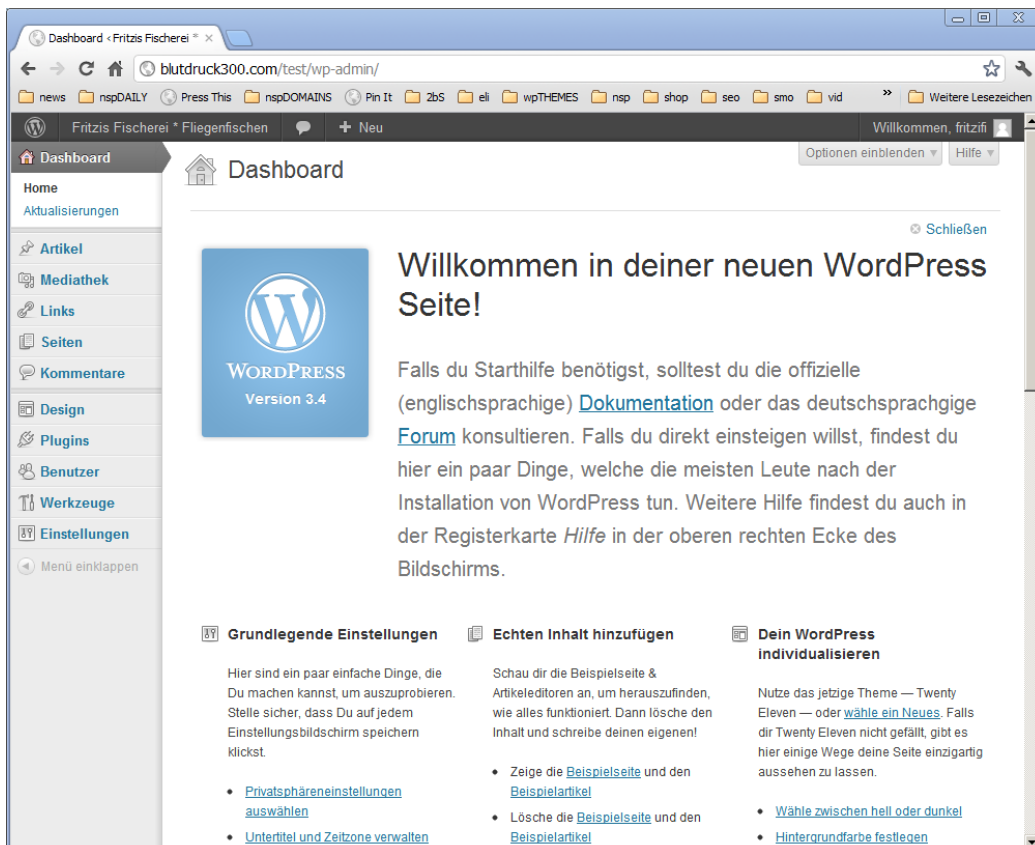 Dashboard ‹ Fritzis Fischerei * ×
blutdruck300.com/test/wp-admin/
news nspDAILY Press This nspDOMAINS Pin It 2bS eli wpTHEMES nsp shop seo smo vid » Weitere Lesezeichen
Fritzis Fischerei * Fliegenfischen + Neu Willkommen, fritzifi
Dashboard
Home
Aktualisierungen
Artikel
Mediathek
Links
Seiten
Kommentare
Design
Plugins
Benutzer
Werkzeuge
Einstellungen
Menü einklappen
Optionen einblenden Hilfe
Dashboard
Schließen
WORDPRESS
Version 3.4
Willkommen in deiner neuen WordPress
Seite!
Falls du Starthilfe benötigst, solltest du die offizielle
(englischsprachige) Dokumentation oder das deutschsprachgige
Forum konsultieren. Falls du direkt einsteigen willst, findest du
hier ein paar Dinge, welche die meisten Leute nach der
Installation von WordPress tun. Weitere Hilfe findest du auch in
der Registerkarte Hilfe in der oberen rechten Ecke des
Bildschirms.
Grundlegende Einstellungen
Hier sind ein paar einfache Dinge, die
Du machen kannst, um auszuprobieren.
Stelle sicher, dass Du auf jedem
Einstellungsbildschirm speichern
klickst.
• Privatsphäreneinstellungen
auswählen
• Untertitel und Zeitzone verwalten
Echten Inhalt hinzufügen
Schau dir die Beispielseite &
Artikeleditoren an, um herauszufinden,
wie alles funktioniert. Dann lösche den
Inhalt und schreibe deinen eigenen!
• Zeige die Beispielseite und den
Beispielartikel
• Lösche die Beispielseite und den
Beispielartikel
Dein WordPress
individualisieren
Nutze das jetzige Theme — Twenty
Eleven — oder wähle ein Neues. Falls
dir Twenty Eleven nicht gefällt, gibt es
hier einige Wege deine Seite einzigartig
aussehen zu lassen.
• Wähle zwischen hell oder dunkel
• Hintergrundfarbe festlegen